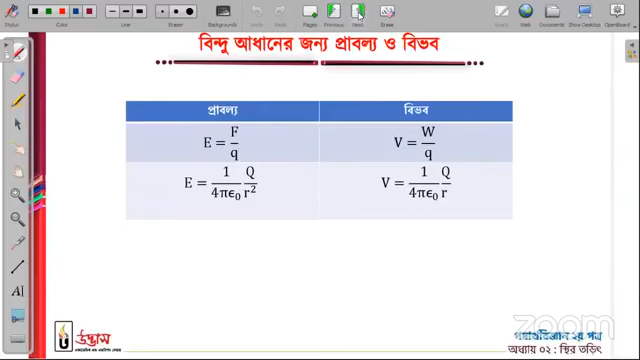 Stylus
Color
Line
Eraser
Backgrounds
Undo
Redo
Pages
Previous
Next
Erase
Screenshot
Web
Documents
Show Desktop
OpenBoard
বিন্দু আধানের জন্য প্রাবল্য ও বিভব
প্রাবল্য বিভব
E = F/q V = W/q
E = 1/4πϵ₀ Q/r² V = 1/4πϵ₀ Q/r
উদ্ভাস
zoom
পদার্থবিজ্ঞান ২য় পত্র
অধ্যায় ০২ : স্থির তড়িৎ